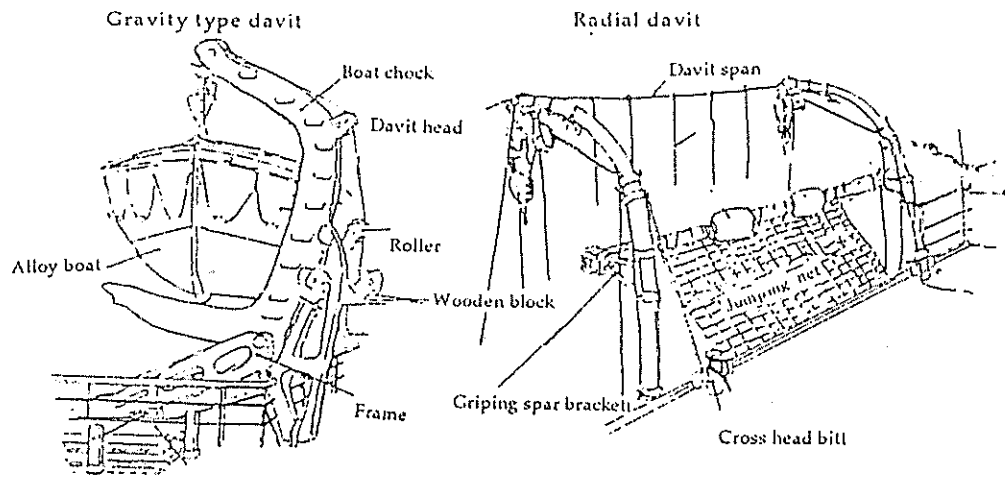 Gravity type davit
Boat chock
Davit head
Alloy boat
Roller
Wooden block
Frame
Radial davit
Davit span
Jumping net
Griping spar bracket
Cross head bitt